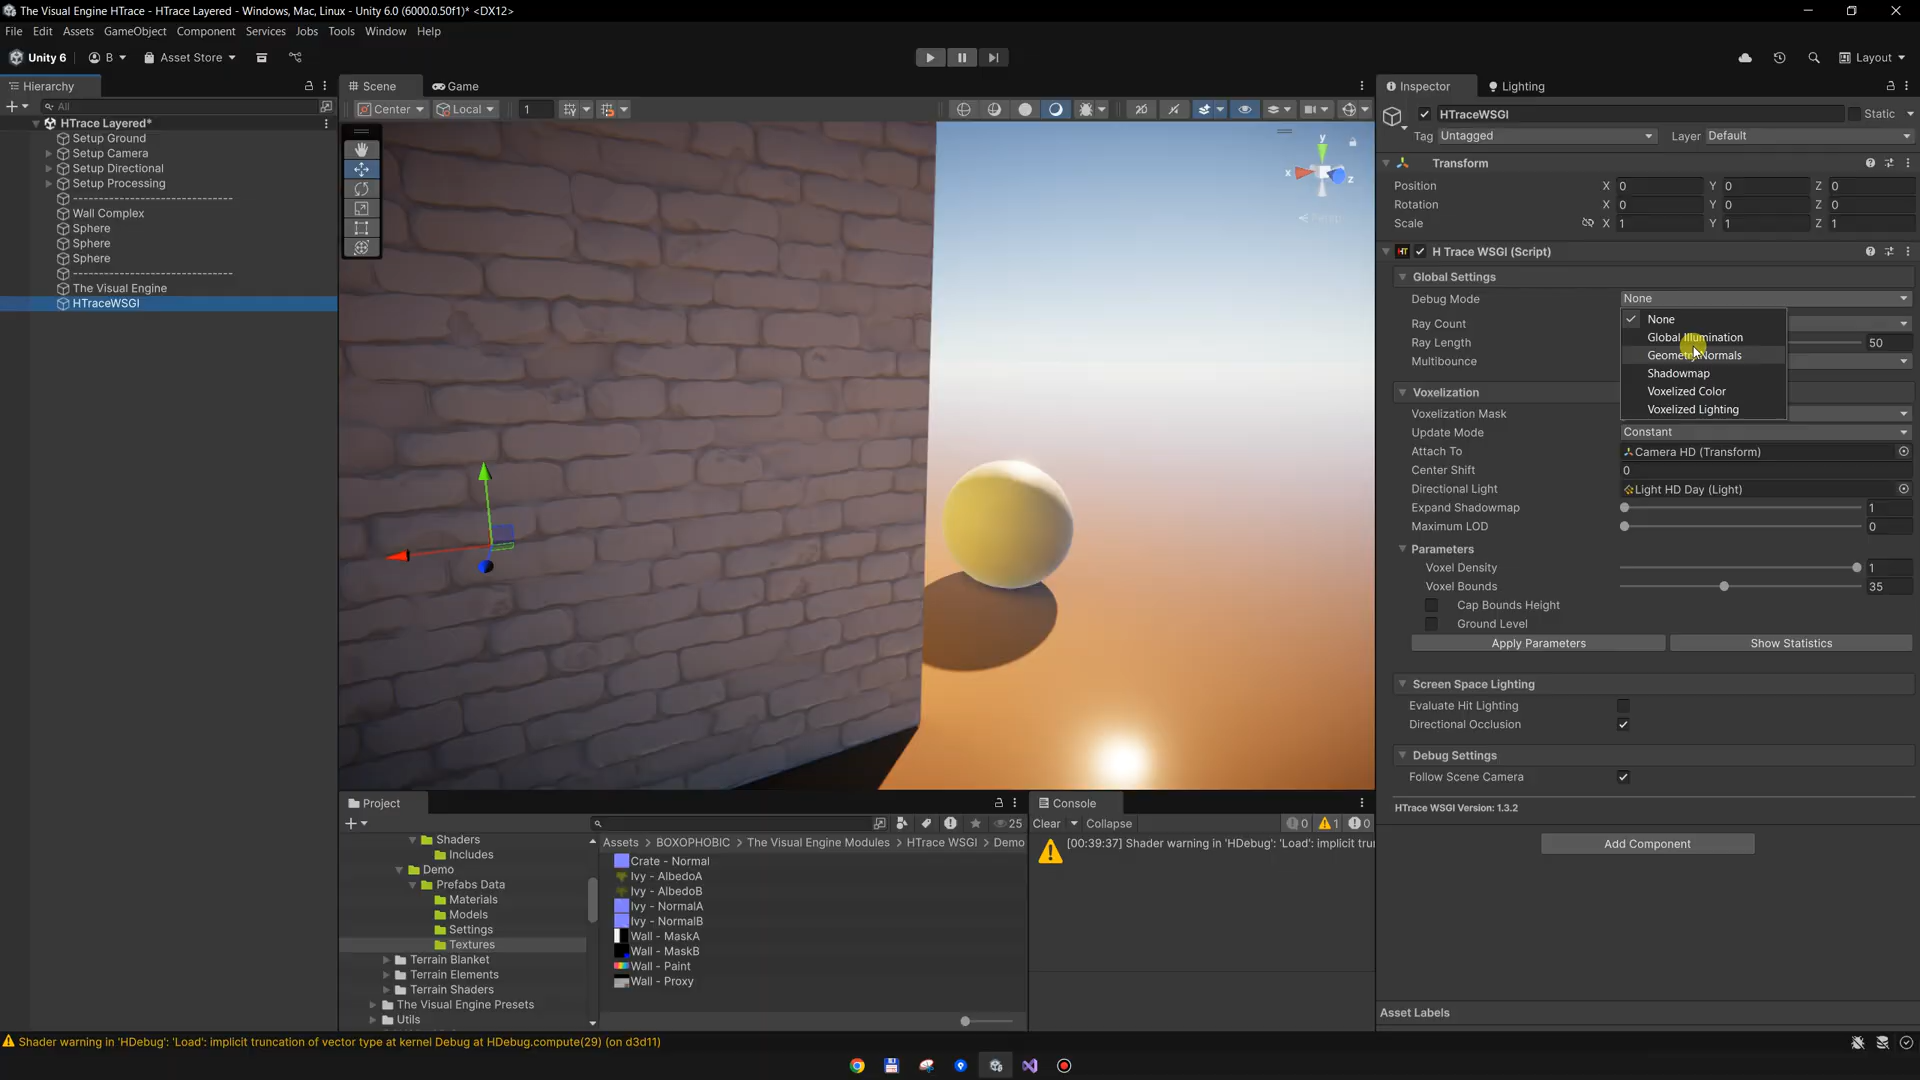 The Visual Engine HTrace - HTrace Layered - Windows, Mac, Linux - Unity 6.0 (6000.0.50f1)* <DX12>
File Edit Assets GameObject Component Services Jobs Tools Window Help
Unity 6 B Asset Store Layout
Hierarchy
All
HTrace Layered*
Setup Ground
Setup Camera
Setup Directional
Setup Processing
--------------------------------
Wall Complex
Sphere
Sphere
Sphere
--------------------------------
The Visual Engine
HTraceWSGI
Scene Game
Center Local 1
y
x
z
Persp
Inspector Lighting
HTraceWSGI Static
Tag Untagged Layer Default
Transform
Position X 0 Y 0 Z 0
Rotation X 0 Y 0 Z 0
Scale X 1 Y 1 Z 1
H Trace WSGI (Script)
Global Settings
Debug Mode None
Ray Count
Ray Length 50
Multibounce
None
Global Illumination
Geometry Normals
Shadowmap
Voxelized Color
Voxelized Lighting
Voxelization
Voxelization Mask
Update Mode Constant
Attach To Camera HD (Transform)
Center Shift 0
Directional Light Light HD Day (Light)
Expand Shadowmap 1
Maximum LOD 0
Parameters
Voxel Density 1
Voxel Bounds 35
Cap Bounds Height
Ground Level
Apply Parameters Show Statistics
Screen Space Lighting
Evaluate Hit Lighting
Directional Occlusion
Debug Settings
Follow Scene Camera
HTrace WSGI Version: 1.3.2
Add Component
Asset Labels
Project
25
Shaders
Includes
Demo
Prefabs Data
Materials
Models
Settings
Textures
Terrain Blanket
Terrain Elements
Terrain Shaders
The Visual Engine Presets
Utils
Assets > BOXOPHOBIC > The Visual Engine Modules > HTrace WSGI > Demo
Crate - Normal
Ivy - AlbedoA
Ivy - AlbedoB
Ivy - NormalA
Ivy - NormalB
Wall - MaskA
Wall - MaskB
Wall - Paint
Wall - Proxy
Console
Clear Collapse 0 1 0
[00:39:37] Shader warning in 'HDebug': 'Load': implicit trun
Shader warning in 'HDebug': 'Load': implicit truncation of vector type at kernel Debug at HDebug.compute(29) (on d3d11)